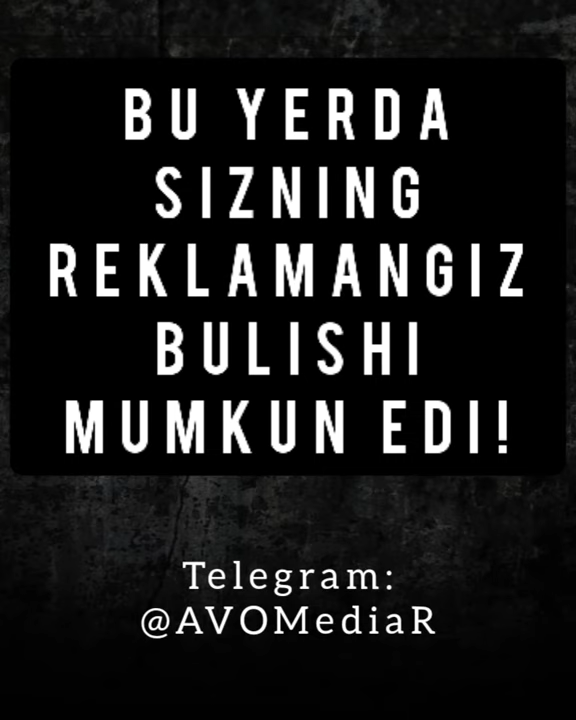 BU YERDA
SIZNING
REKLAMANGIZ
BULISHI
MUMKUN EDI!
Telegram:
@AVOMediaR